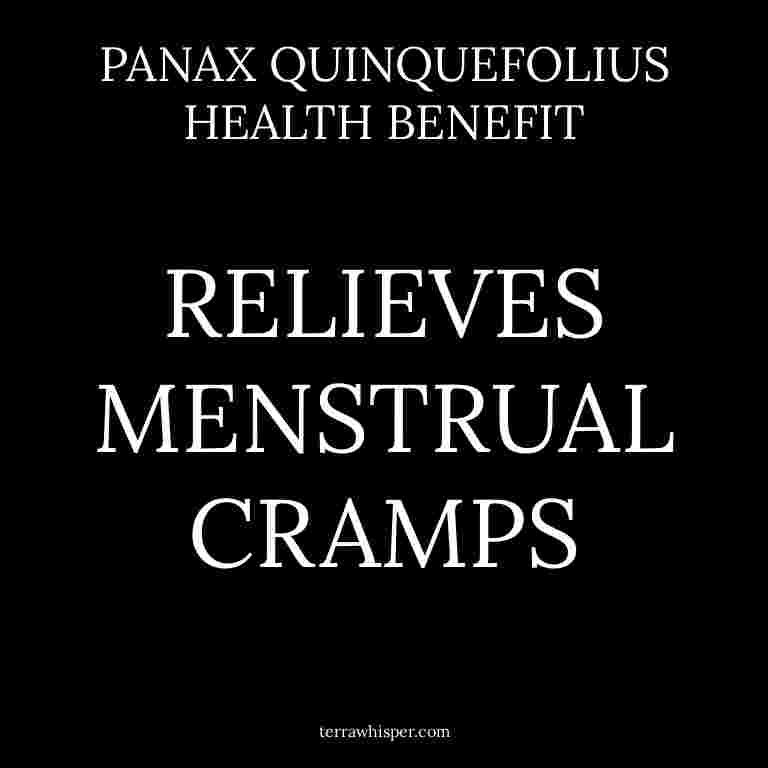 PANAX QUINQUEFOLIUS
HEALTH BENEFIT
RELIEVES
MENSTRUAL
CRAMPS
terrawhisper.com